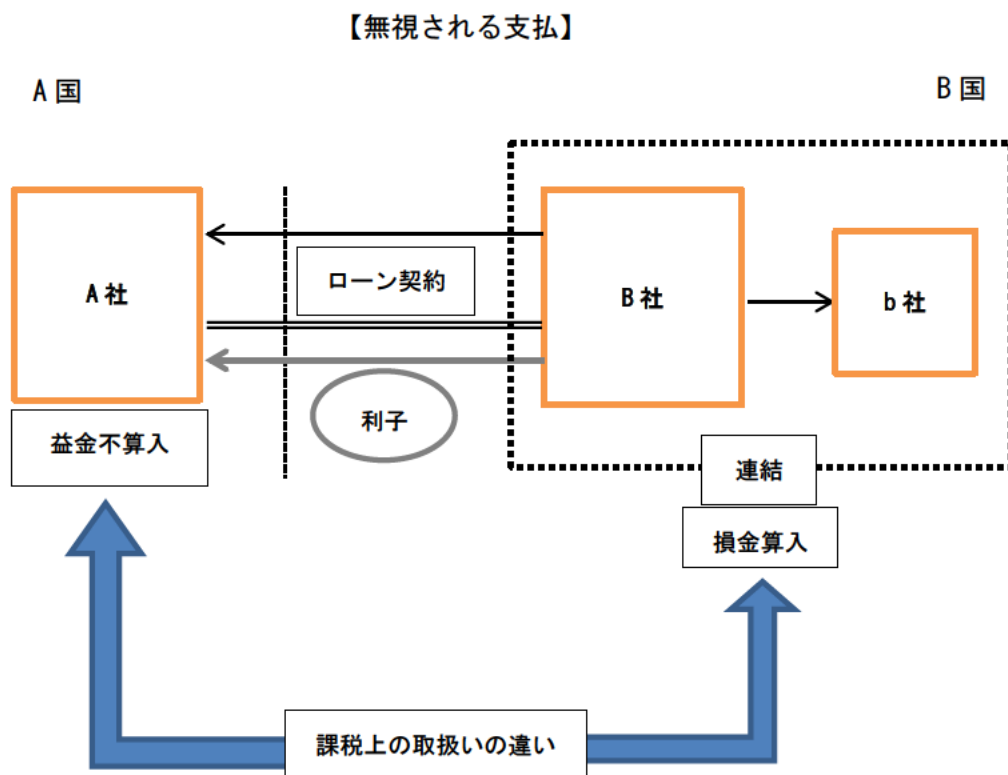 【無視される支払】
A 国
B 国
ローン契約
A 社
B 社
b 社
利子
益金不算入
連結
損金算入
課税上の取扱いの違い